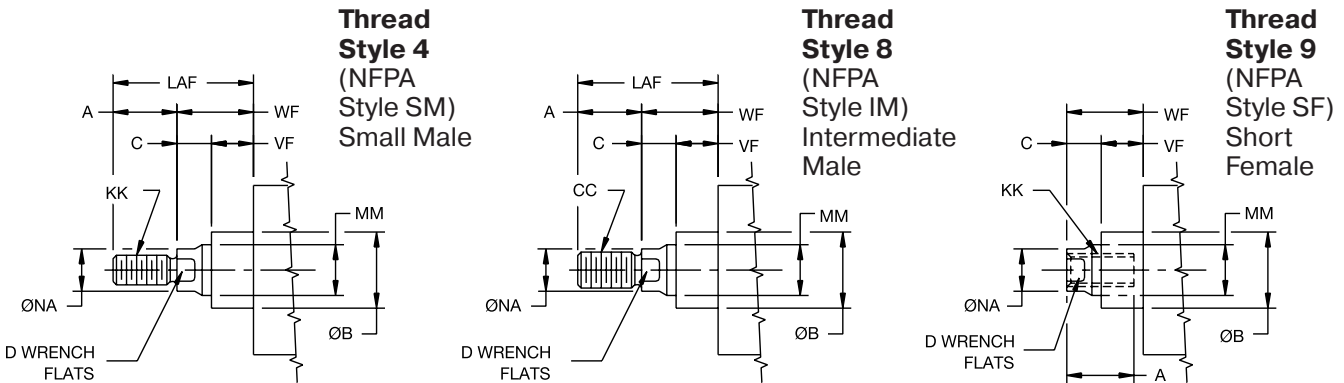 Thread
Style 4
(NFPA
Style SM)
Small Male
LAF
A
WF
C
VF
KK
MM
ØNA
ØB
D WRENCH
FLATS
Thread
Style 8
(NFPA
Style IM)
Intermediate
Male
LAF
A
WF
C
VF
CC
MM
ØNA
ØB
D WRENCH
FLATS
Thread
Style 9
(NFPA
Style SF)
Short
Female
WF
C
VF
KK
MM
ØNA
ØB
D WRENCH
FLATS
A